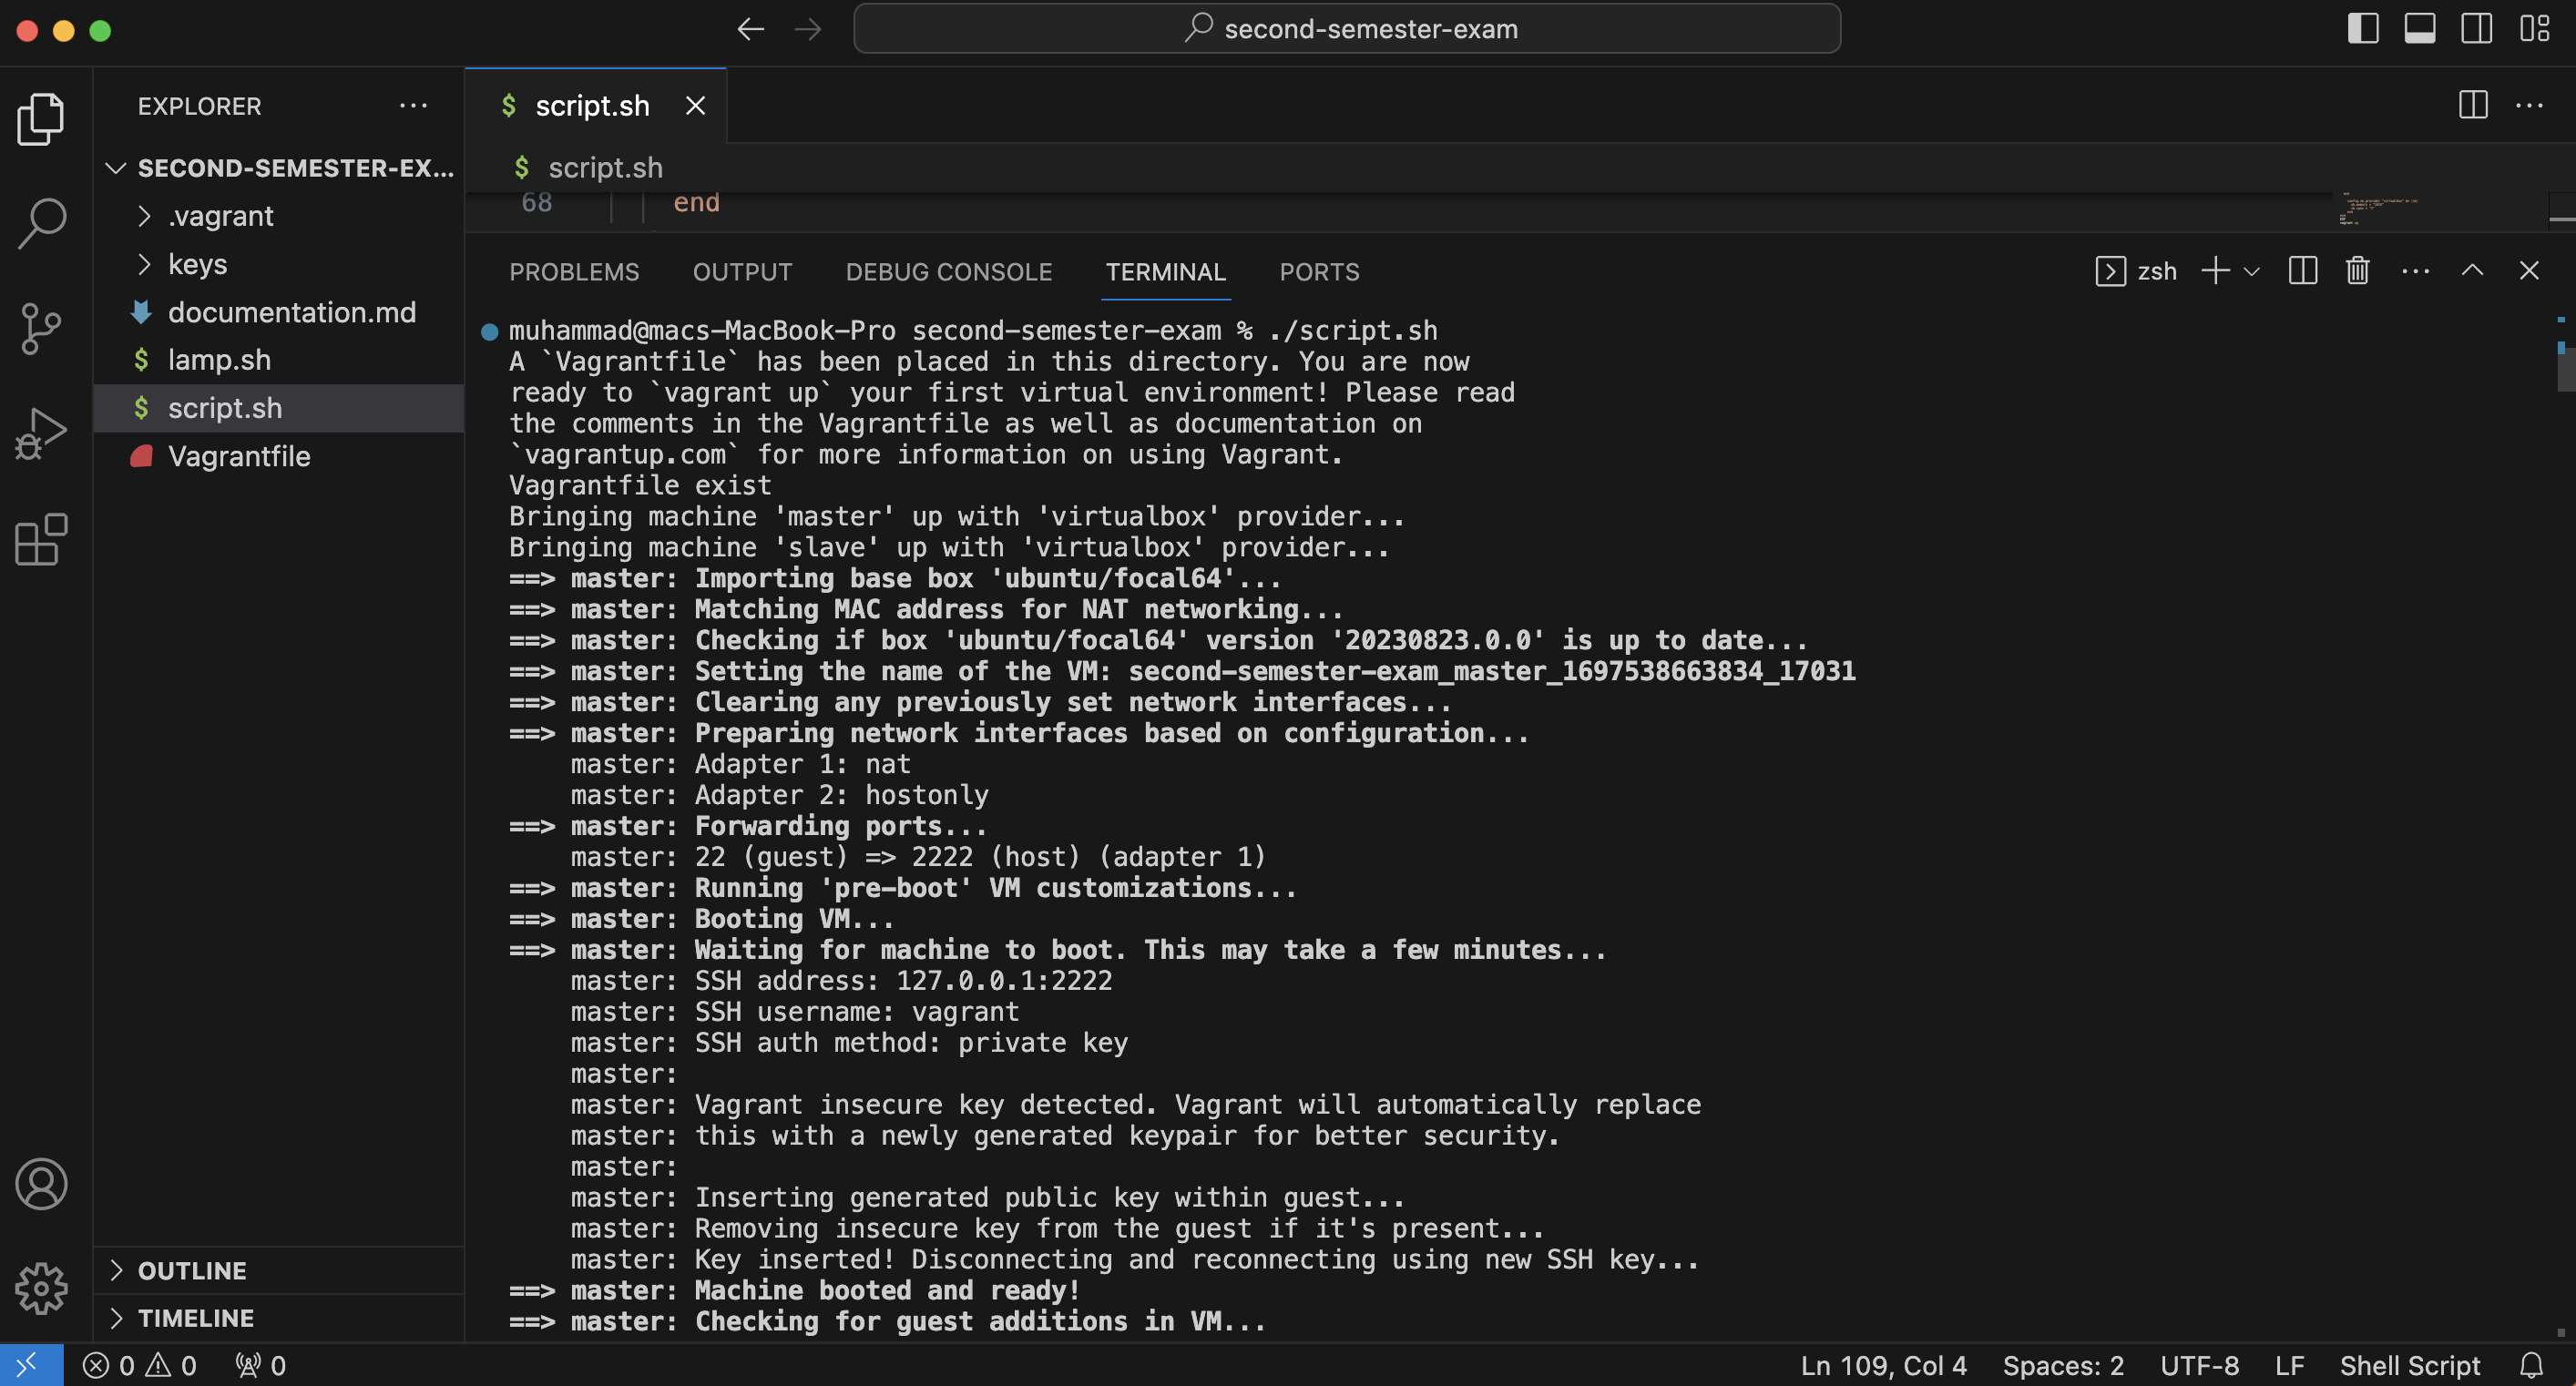 second-semester-exam
EXPLORER
$ script.sh
SECOND-SEMESTER-EX...
$ script.sh
.vagrant
68 end
keys
PROBLEMS OUTPUT DEBUG CONSOLE TERMINAL PORTS
zsh
documentation.md
$ lamp.sh
$ script.sh
Vagrantfile
muhammad@macs-MacBook-Pro second-semester-exam % ./script.sh
A `Vagrantfile` has been placed in this directory. You are now
ready to `vagrant up` your first virtual environment! Please read
the comments in the Vagrantfile as well as documentation on
`vagrantup.com` for more information on using Vagrant.
Vagrantfile exist
Bringing machine 'master' up with 'virtualbox' provider...
Bringing machine 'slave' up with 'virtualbox' provider...
==> master: Importing base box 'ubuntu/focal64'...
==> master: Matching MAC address for NAT networking...
==> master: Checking if box 'ubuntu/focal64' version '20230823.0.0' is up to date...
==> master: Setting the name of the VM: second-semester-exam_master_1697538663834_17031
==> master: Clearing any previously set network interfaces...
==> master: Preparing network interfaces based on configuration...
master: Adapter 1: nat
master: Adapter 2: hostonly
==> master: Forwarding ports...
master: 22 (guest) => 2222 (host) (adapter 1)
==> master: Running 'pre-boot' VM customizations...
==> master: Booting VM...
==> master: Waiting for machine to boot. This may take a few minutes...
master: SSH address: 127.0.0.1:2222
master: SSH username: vagrant
master: SSH auth method: private key
master:
master: Vagrant insecure key detected. Vagrant will automatically replace
master: this with a newly generated keypair for better security.
master:
master: Inserting generated public key within guest...
master: Removing insecure key from the guest if it's present...
master: Key inserted! Disconnecting and reconnecting using new SSH key...
==> master: Machine booted and ready!
==> master: Checking for guest additions in VM...
OUTLINE
TIMELINE
0 0 0
Ln 109, Col 4 Spaces: 2 UTF-8 LF Shell Script